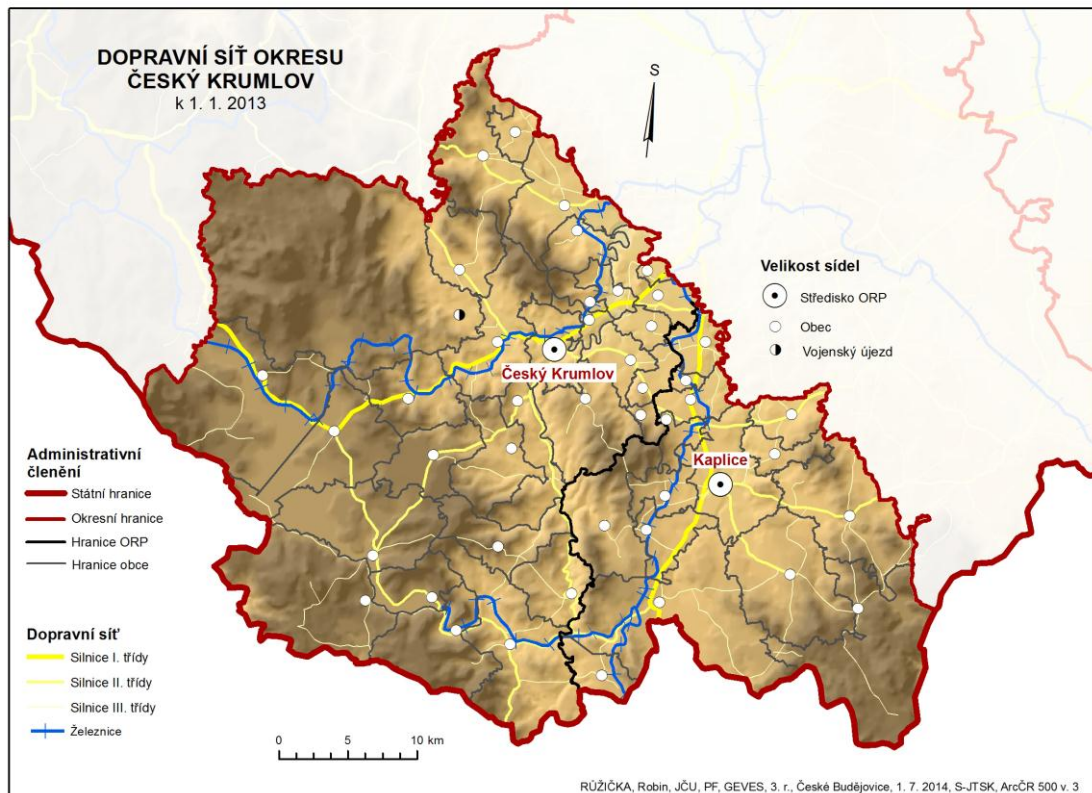 DOPRAVNÍ SÍŤ OKRESU
ČESKÝ KRUMLOV
k 1. 1. 2013
S
Velikost sídel
Středisko ORP
Obec
Vojenský újezd
Český Krumlov
Kaplice
Administrativní
členění
Státní hranice
Okresní hranice
Hranice ORP
Hranice obce
Dopravní síť
Silnice I. třídy
Silnice II. třídy
Silnice III. třídy
Železnice
0 5 10 km
RŮŽIČKA, Robin, JČU, PF, GEVES, 3. r., České Budějovice, 1. 7. 2014, S-JTSK, ArcČR 500 v. 3